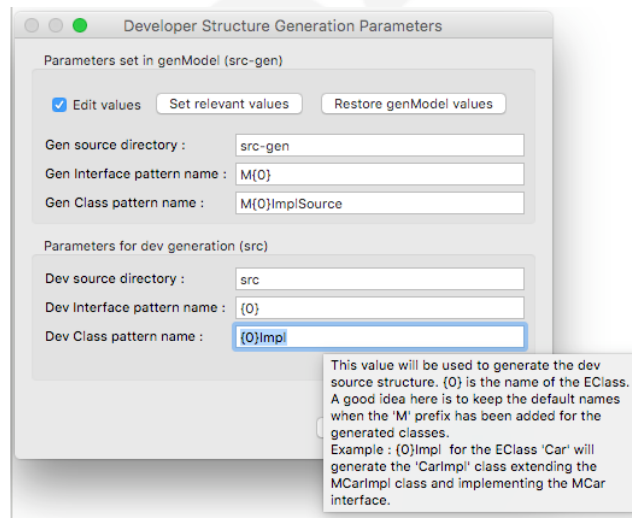 Developer Structure Generation Parameters
Parameters set in genModel (src-gen)
Edit values
Set relevant values
Restore genModel values
Gen source directory :
src-gen
Gen Interface pattern name :
M{0}
Gen Class pattern name :
M{0}ImplSource
Parameters for dev generation (src)
Dev source directory :
src
Dev Interface pattern name :
{0}
Dev Class pattern name :
{0}Impl
This value will be used to generate the dev
source structure. {0} is the name of the EClass.
A good idea here is to keep the default names
when the 'M' prefix has been added for the
generated classes.
Example : {0}Impl  for the EClass 'Car' will
generate the 'CarImpl' class extending the
MCarImpl class and implementing the MCar
interface.